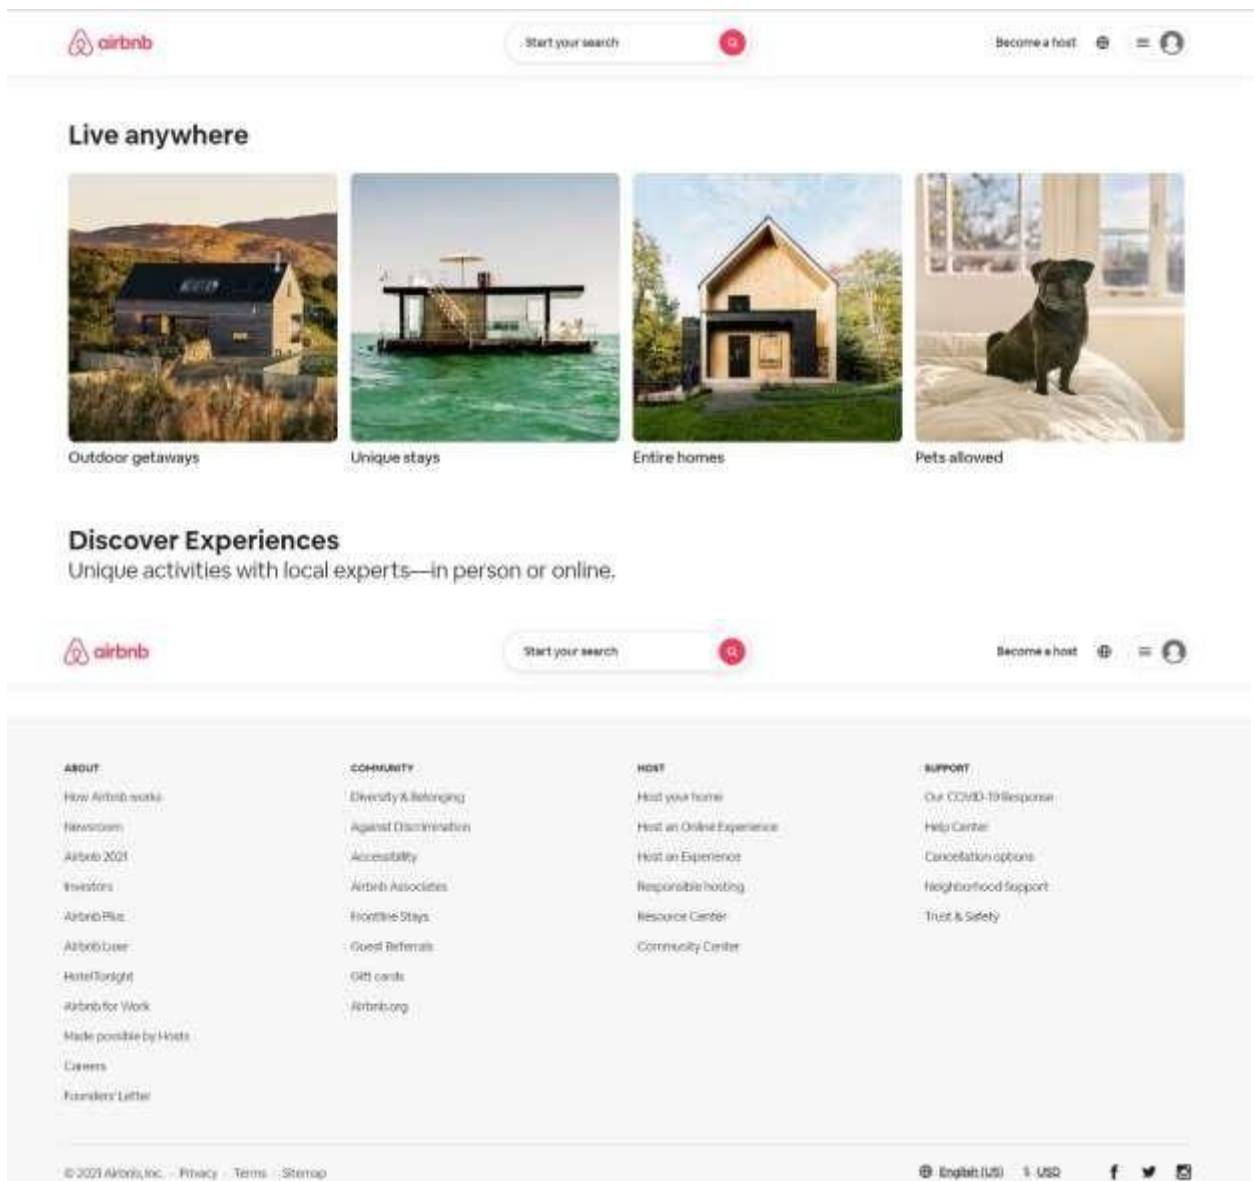 airbnb
Start your search
Become a host
Live anywhere
Outdoor getaways
Unique stays
Entire homes
Pets allowed
Discover Experiences
Unique activities with local experts—in person or online.
airbnb
Start your search
Become a host
ABOUT
How Airbnb works
Newsroom
Airbnb 2021
Investors
Airbnb Plus
Airbnb Luxe
HotelTonight
Airbnb for Work
Made possible by Hosts
Careers
Founders' Letter
COMMUNITY
Diversity & Belonging
Against Discrimination
Accessibility
Airbnb Associates
Frontline Stays
Guest Referrals
Gift cards
Airbnb.org
HOST
Host your home
Host an Online Experience
Host an Experience
Responsible hosting
Resource Center
Community Center
SUPPORT
Our COVID-19 Response
Help Center
Cancellation options
Neighborhood Support
Trust & Safety
© 2021 Airbnb, Inc. · Privacy · Terms · Sitemap
English (US) $ USD